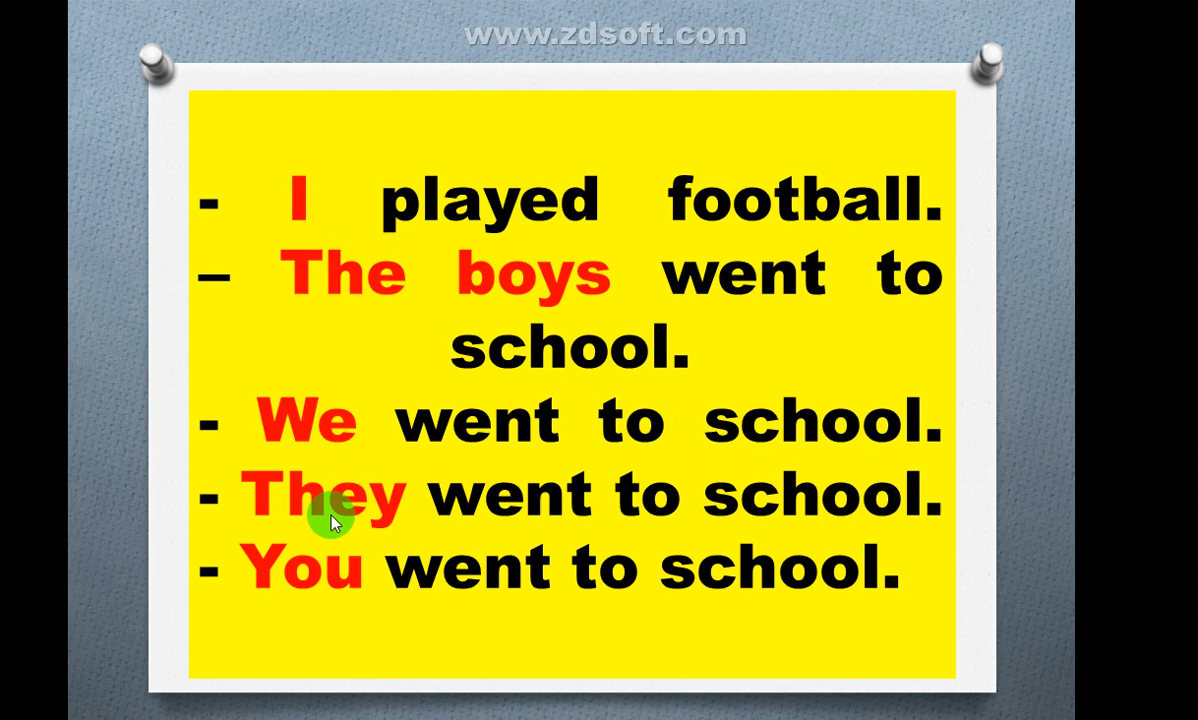 www.zdsoft.com
- I played football.
– The boys went to
school.
- We went to school.
- They went to school.
- You went to school.